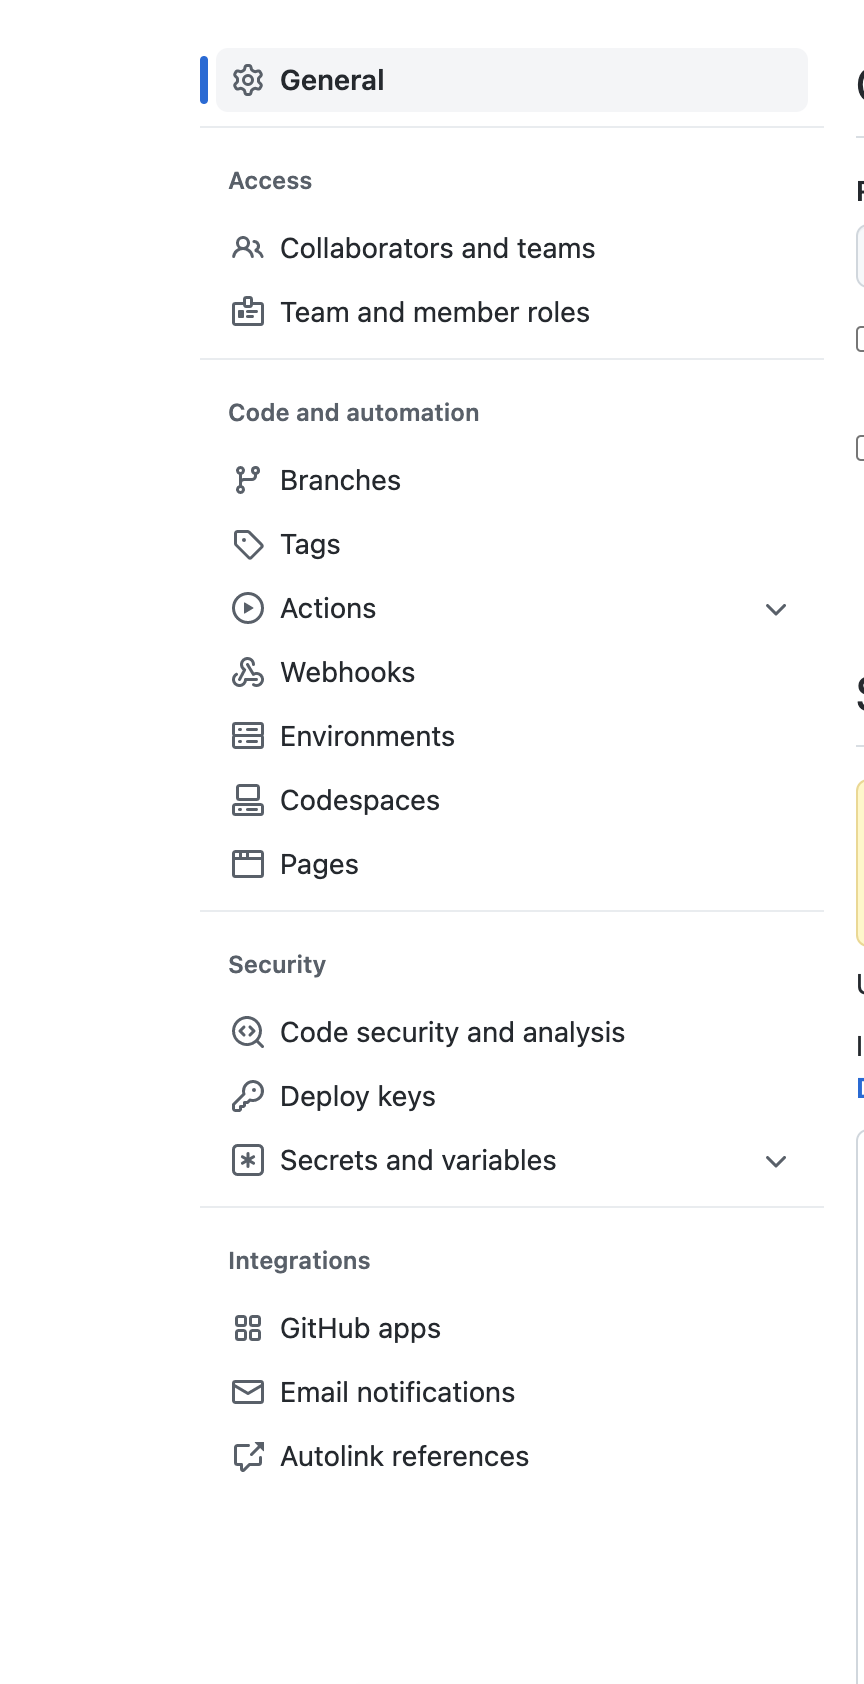 General
Access
Collaborators and teams
Team and member roles
Code and automation
Branches
Tags
Actions
Webhooks
Environments
Codespaces
Pages
Security
Code security and analysis
Deploy keys
Secrets and variables
Integrations
GitHub apps
Email notifications
Autolink references